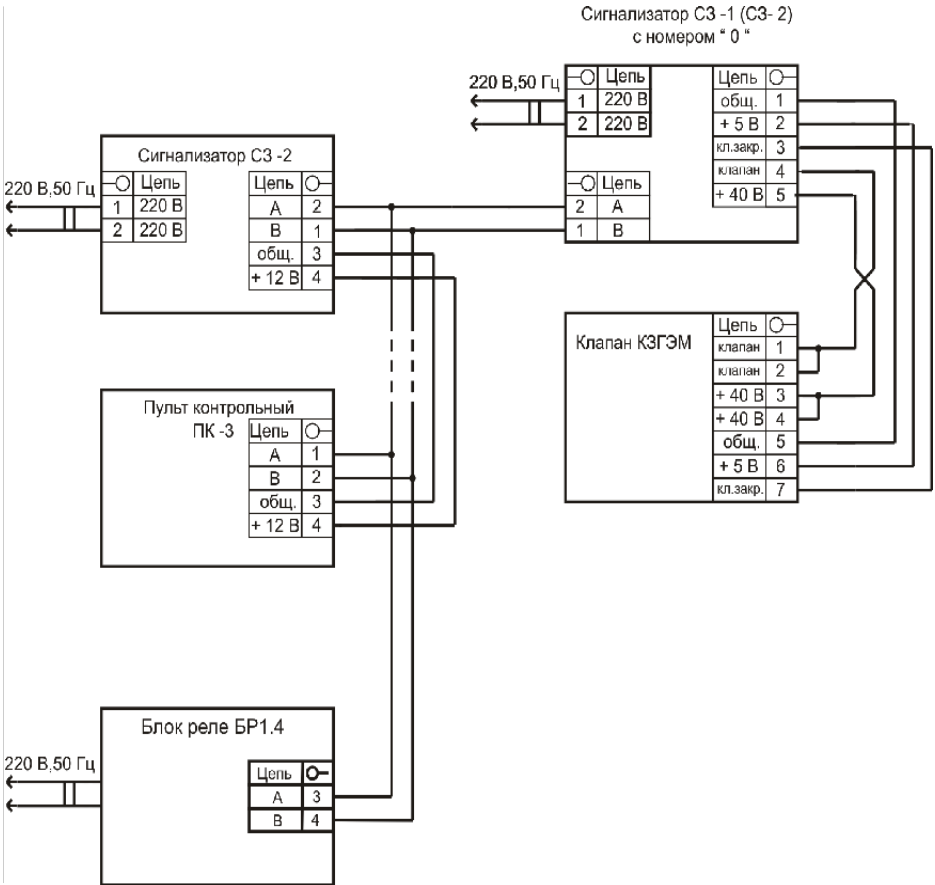 Сигнализатор СЗ -1 (СЗ- 2)
с номером “ 0 “
220 В,50 Гц
Цепь
1 220 В
2 220 В
Цепь
общ. 1
+ 5 В 2
кл.закр. 3
клапан 4
+ 40 В 5
Цепь
2 А
1 В
Сигнализатор СЗ -2
220 В,50 Гц
Цепь
1 220 В
2 220 В
Цепь
А 2
В 1
общ. 3
+ 12 В 4
Клапан КЗГЭМ
Цепь
клапан 1
клапан 2
+ 40 В 3
+ 40 В 4
общ. 5
+ 5 В 6
кл.закр. 7
Пульт контрольный
ПК -3
Цепь
А 1
В 2
общ. 3
+ 12 В 4
Блок реле БР1.4
220 В,50 Гц
Цепь
А 3
В 4